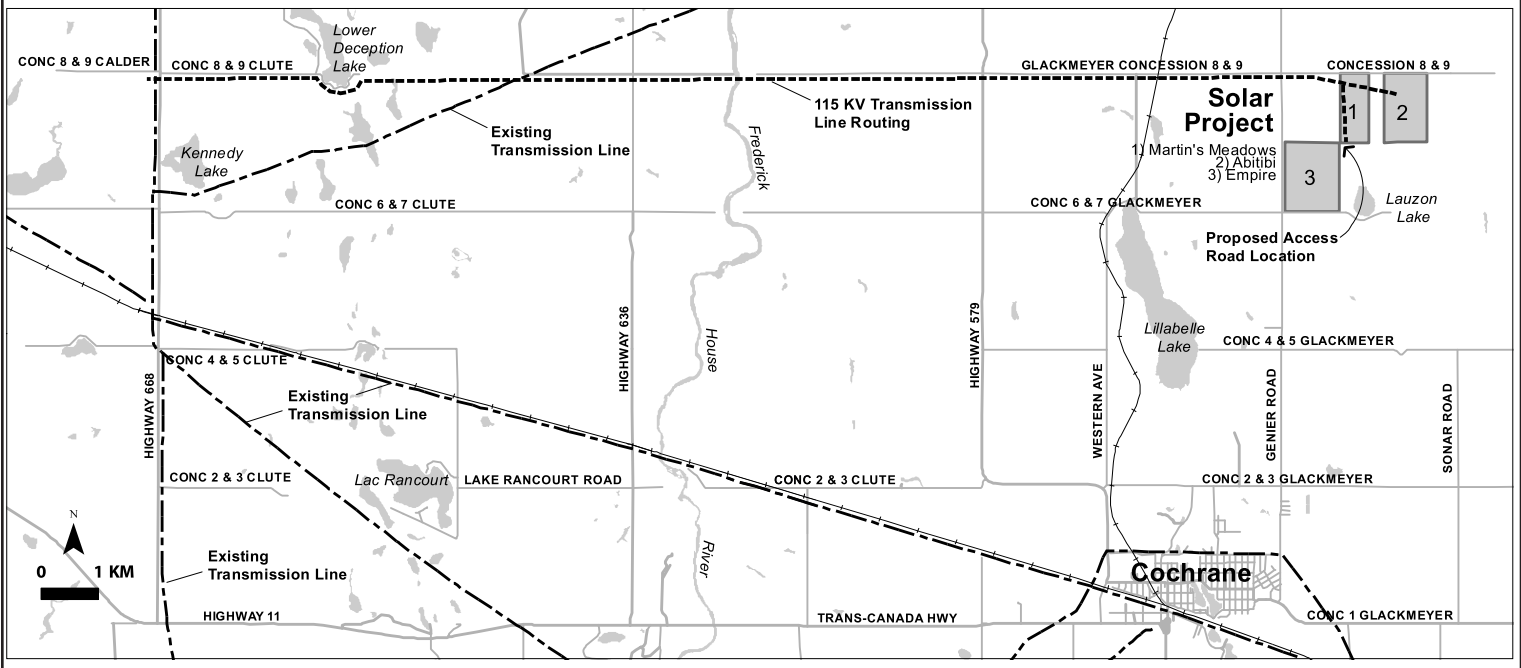 Lower
Deception
Lake
CONC 8 & 9 CALDER
CONC 8 & 9 CLUTE
GLACKMEYER CONCESSION 8 & 9
CONCESSION 8 & 9
115 KV Transmission
Line Routing
Solar
Project
1) Martin's Meadows
2) Abitibi
3) Empire
1
2
3
Existing
Transmission Line
Kennedy
Lake
Frederick
House
River
CONC 6 & 7 CLUTE
CONC 6 & 7 GLACKMEYER
Lauzon
Lake
Proposed Access
Road Location
HIGHWAY 636
HIGHWAY 579
Lillabelle
Lake
CONC 4 & 5 CLUTE
CONC 4 & 5 GLACKMEYER
HIGHWAY 668
Existing
Transmission Line
WESTERN AVE
GENIER ROAD
SONAR ROAD
CONC 2 & 3 CLUTE
Lac Rancourt
LAKE RANCOURT ROAD
CONC 2 & 3 CLUTE
CONC 2 & 3 GLACKMEYER
N
0 1 KM
Existing
Transmission Line
Cochrane
HIGHWAY 11
TRANS-CANADA HWY
CONC 1 GLACKMEYER